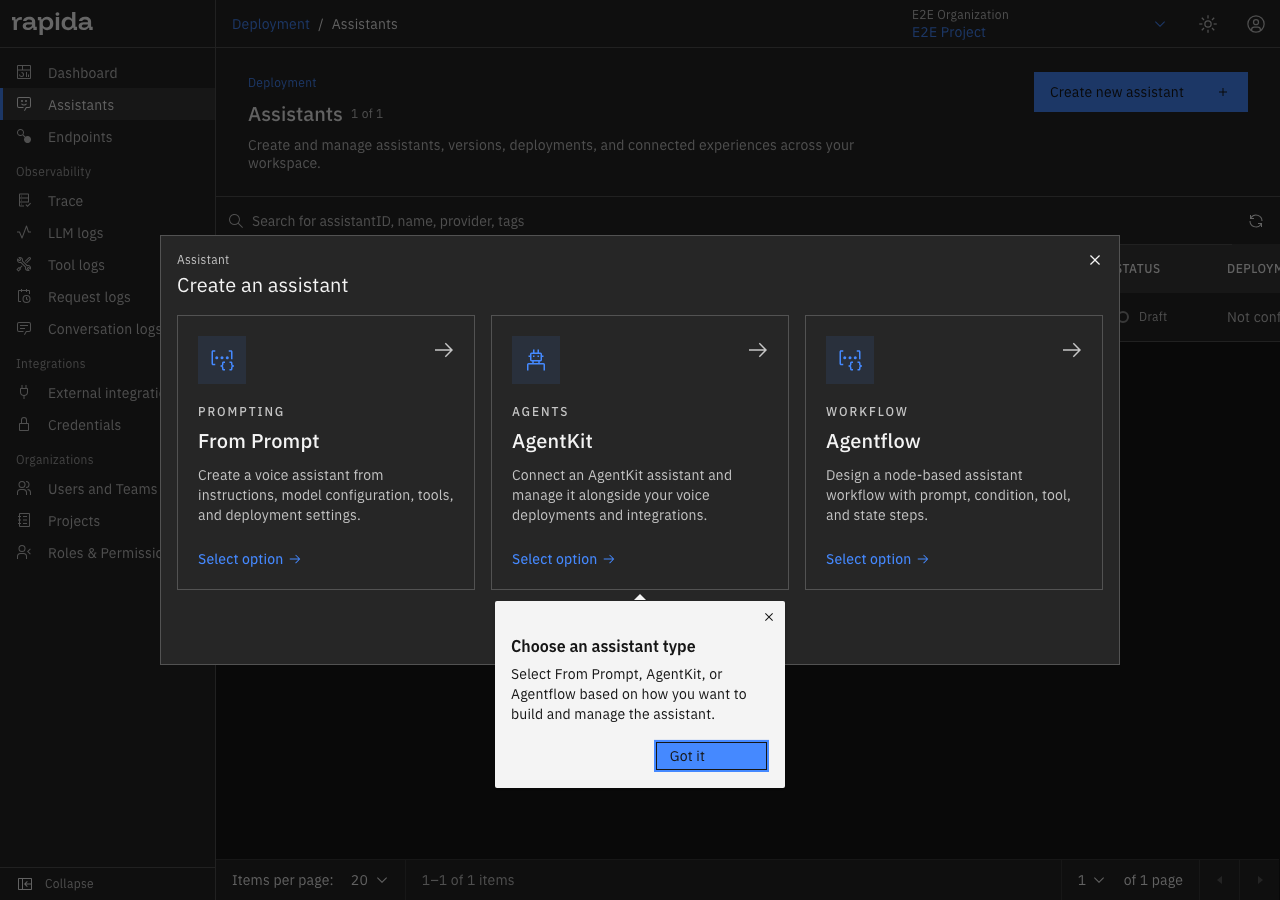 rapida
Deployment / Assistants
E2E Organization
E2E Project
Dashboard
Assistants
Endpoints
Observability
Trace
LLM logs
Tool logs
Request logs
Conversation logs
Integrations
External integrati
Credentials
Organizations
Users and Teams
Projects
Roles & Permissio
Collapse
Deployment
Assistants 1 of 1
Create and manage assistants, versions, deployments, and connected experiences across your
workspace.
Create new assistant +
Search for assistantID, name, provider, tags
STATUS DEPLOYM
Draft Not conf
Assistant
Create an assistant
PROMPTING
From Prompt
Create a voice assistant from
instructions, model configuration, tools,
and deployment settings.
Select option →
AGENTS
AgentKit
Connect an AgentKit assistant and
manage it alongside your voice
deployments and integrations.
Select option →
WORKFLOW
Agentflow
Design a node-based assistant
workflow with prompt, condition, tool,
and state steps.
Select option →
Choose an assistant type
Select From Prompt, AgentKit, or
Agentflow based on how you want to
build and manage the assistant.
Got it
Items per page: 20 1–1 of 1 items 1 of 1 page